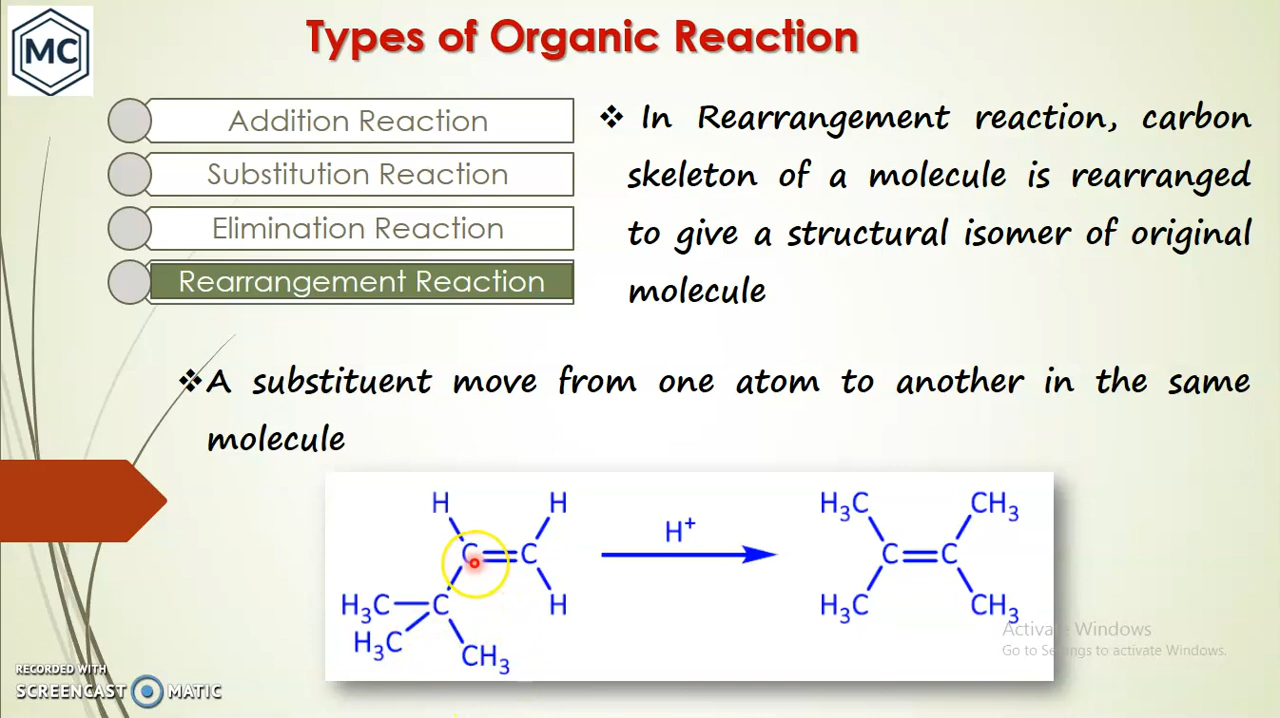 MC
Types of Organic Reaction
Addition Reaction
Substitution Reaction
Elimination Reaction
Rearrangement Reaction
❖ In Rearrangement reaction, carbon
skeleton of a molecule is rearranged
to give a structural isomer of original
molecule
❖A substituent move from one atom to another in the same
molecule
H H
C=C
H
H₃C—C
H₃C
CH₃
H⁺
H₃C CH₃
C=C
H₃C CH₃
Activate Windows
Go to Settings to activate Windows.
RECORDED WITH
SCREENCAST MATIC